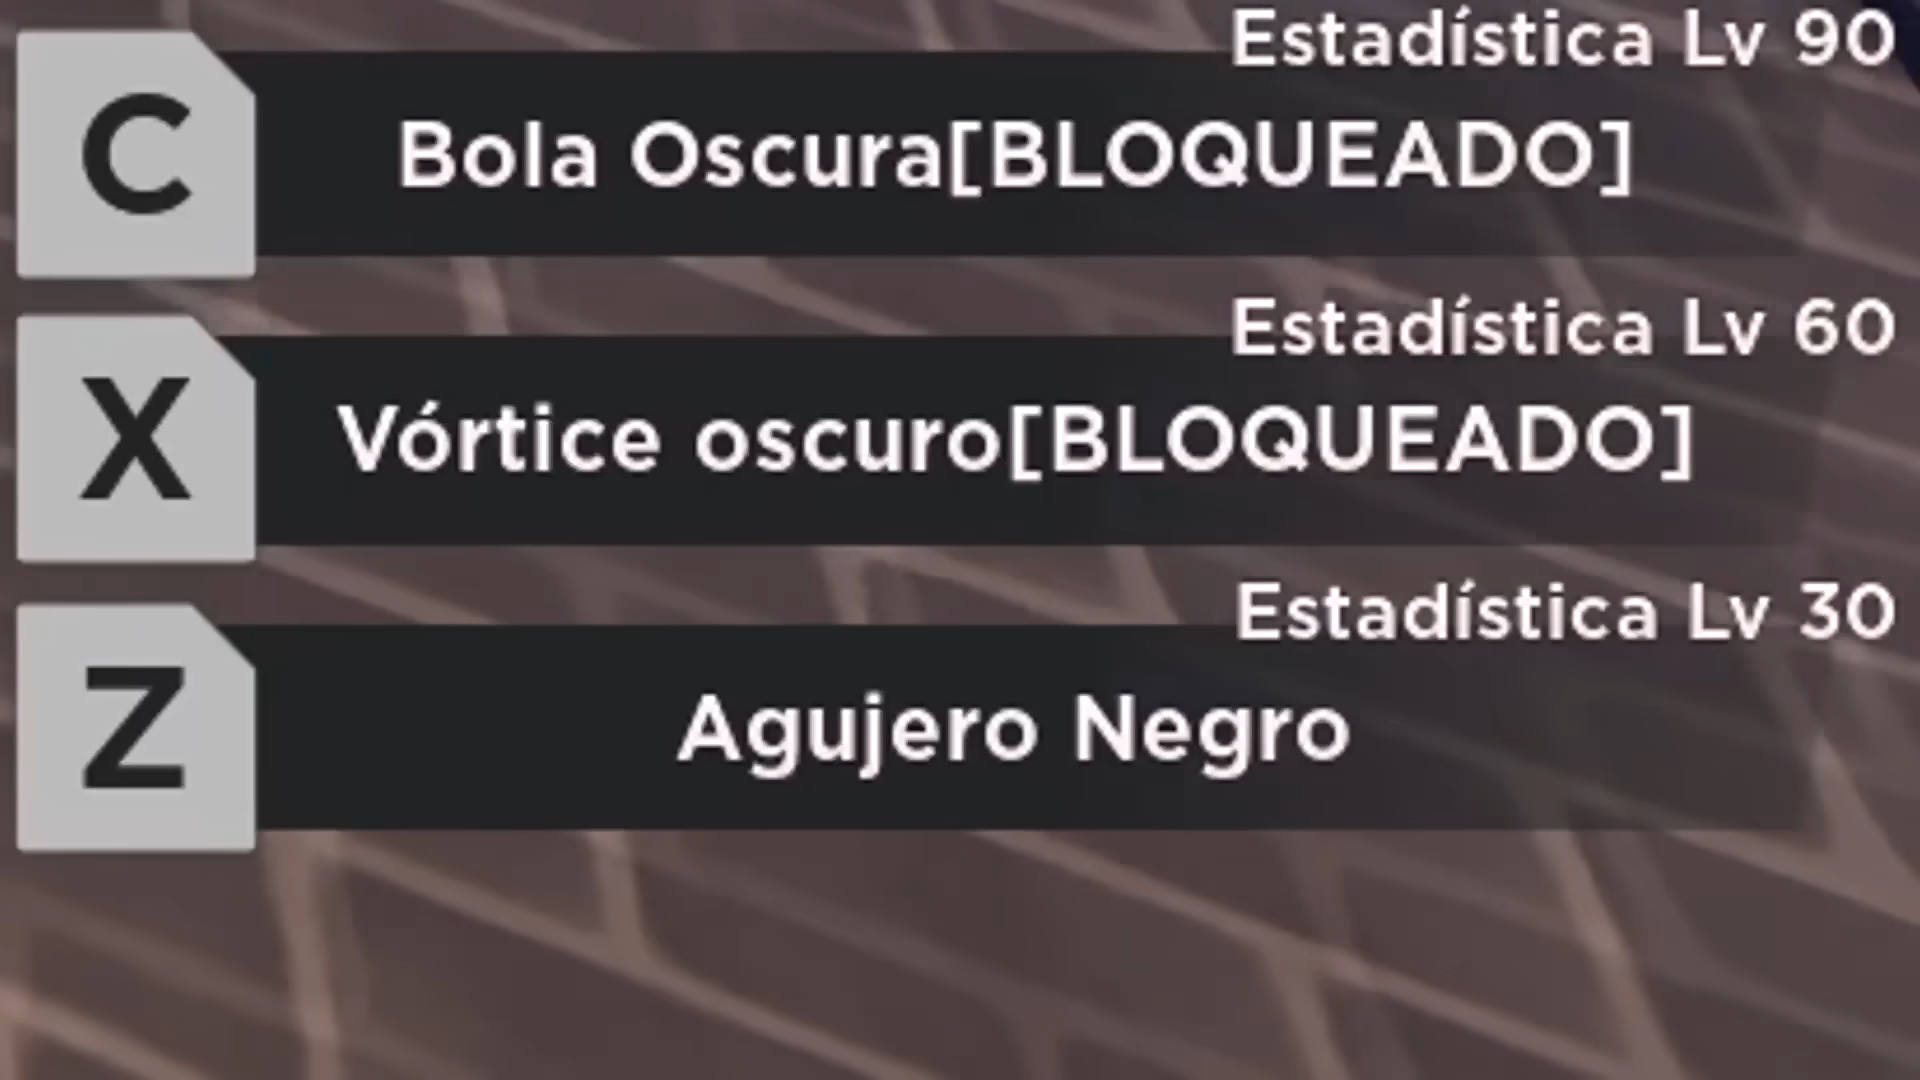 Estadística Lv 90
C
Bola Oscura[BLOQUEADO]
Estadística Lv 60
X
Vórtice oscuro[BLOQUEADO]
Estadística Lv 30
Z
Agujero Negro